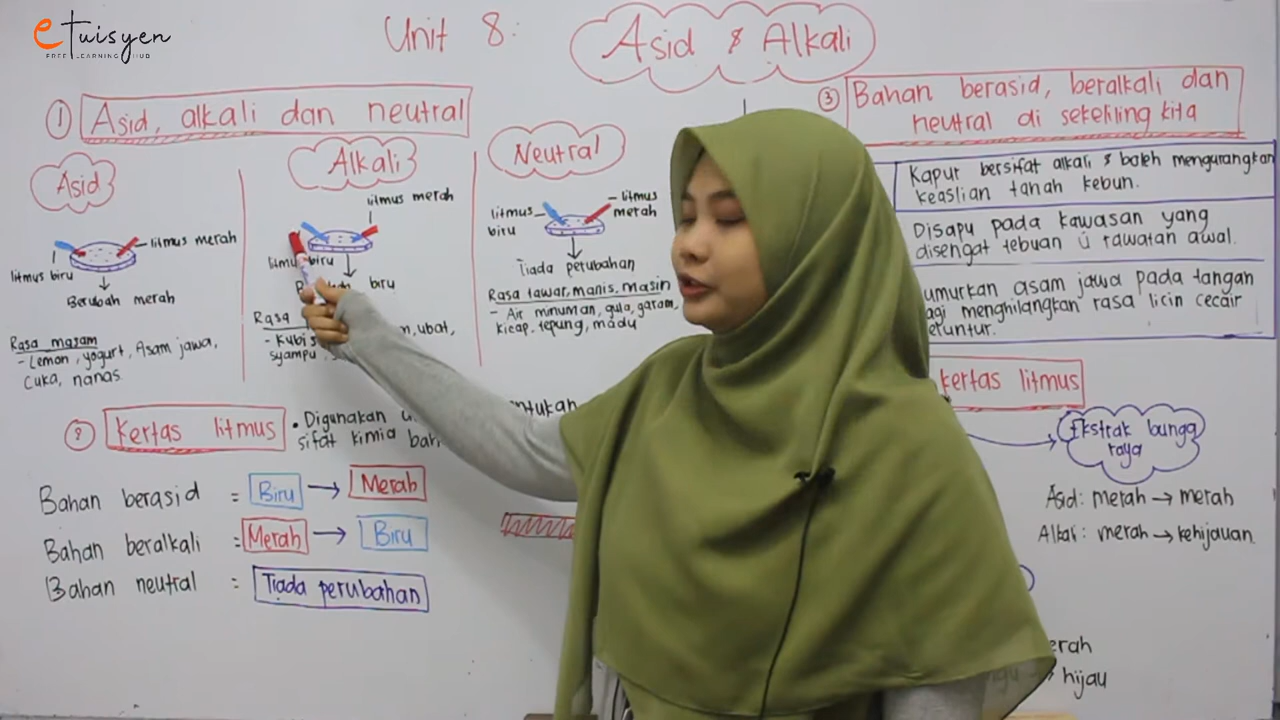 eTuisyen
FREE LEARNING HUB
Unit 8:
Asid & Alkali
1 Asid, alkali dan neutral
Asid
litmus merah
litmus biru
Berubah merah
Rasa masam
- Lemon, yogurt, Asam jawa,
Cuka, nanas.
Alkali
litmus merah
biru
biru
Rasa
ubat,
syampu
Neutral
litmus
biru
litmus
merah
Tiada perubahan
Rasa tawar, manis, masin
- Air minuman, gula, garam,
kicap, tepung, madu
2 Kertas litmus
• Digunakan
sifat kimia
Bahan berasid = Biru → Merah
Bahan beralkali = Merah → Biru
Bahan neutral = Tiada perubahan
3 Bahan berasid, beralkali dan
neutral di sekeliling kita
Kapur bersifat alkali & boleh mengurangkan
keaslian tanah kebun.
Disapu pada kawasan yang
disengat tebuan u rawatan awal.
asam jawa pada tangan
menghilangkan rasa licin cecair
kertas litmus
Ekstrak bunga
raya
Asid: merah → merah
Alkali: merah → kehijauan.
hijau